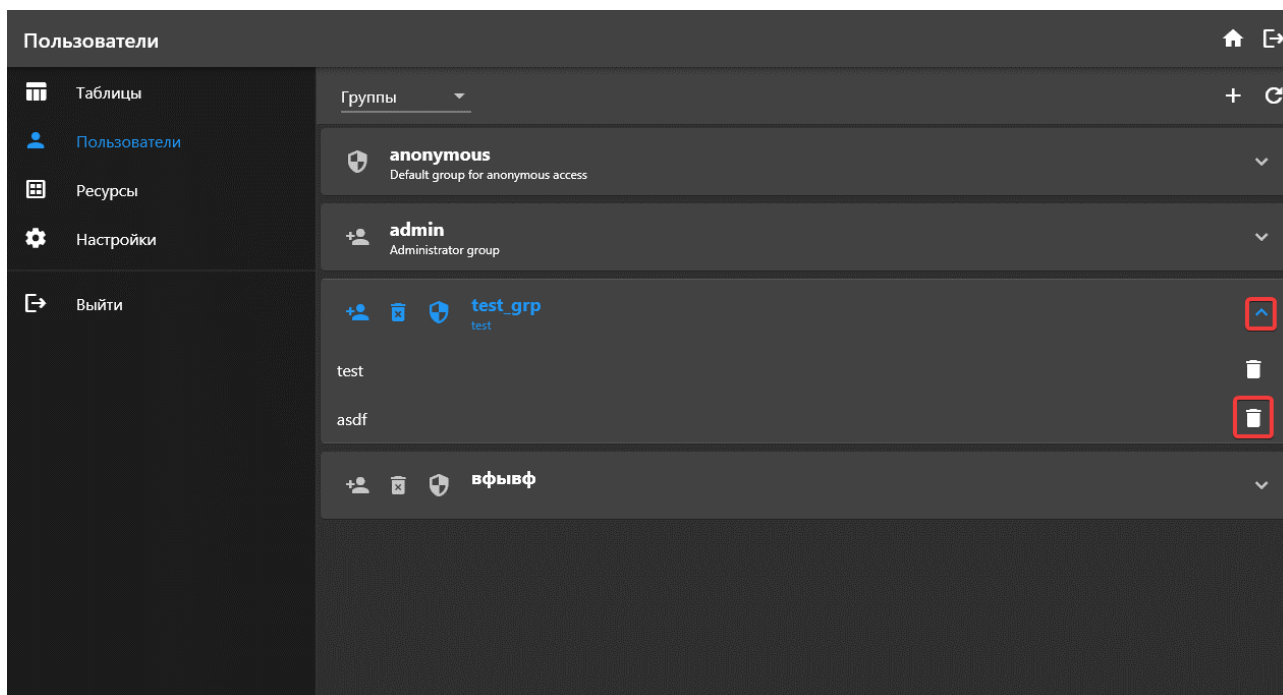 Пользователи
Таблицы
Пользователи
Ресурсы
Настройки
Выйти
Группы
anonymous
Default group for anonymous access
admin
Administrator group
test_grp
test
test
asdf
вфывф